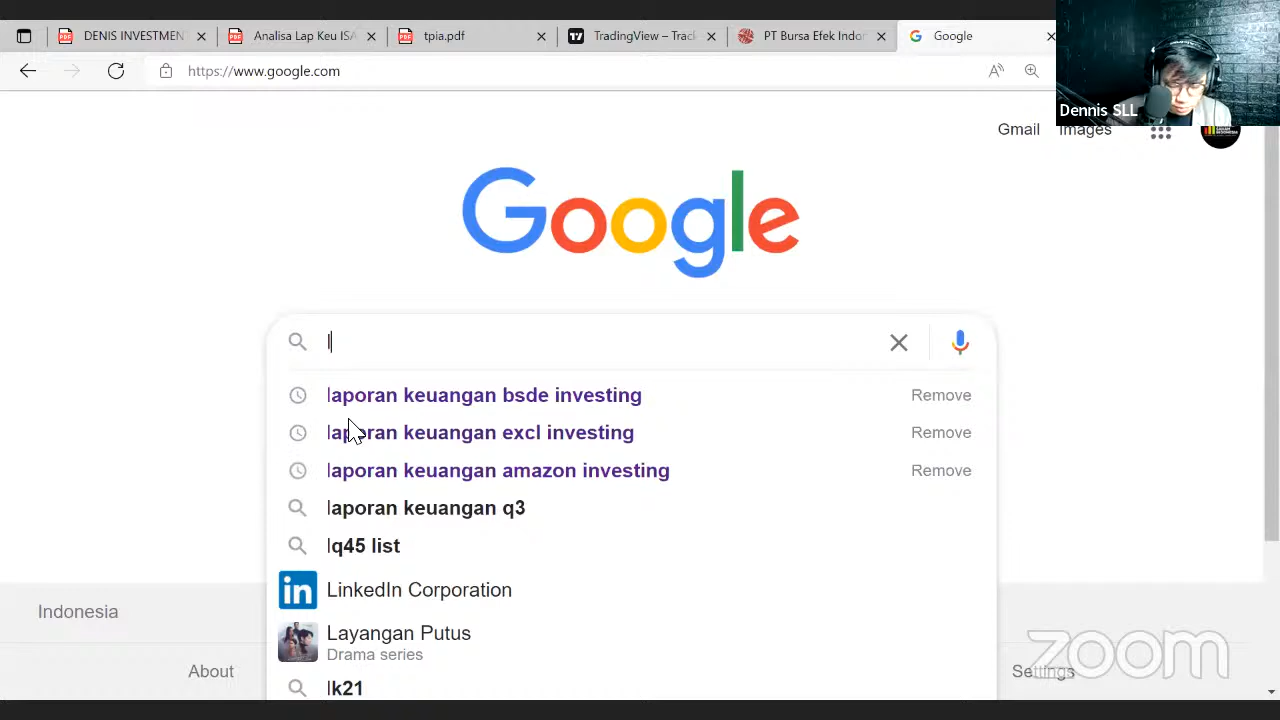 DENIS INVESTMEN
Analisa Lap Keu ISA
tpia.pdf
TradingView – Track
PT Bursa Efek Indon
Google
https://www.google.com
Dennis SLL
Gmail
Images
Google
l
laporan keuangan bsde investing
Remove
laporan keuangan excl investing
Remove
laporan keuangan amazon investing
Remove
laporan keuangan q3
lq45 list
LinkedIn Corporation
Layangan Putus
Drama series
lk21
Indonesia
About
Settings
zoom